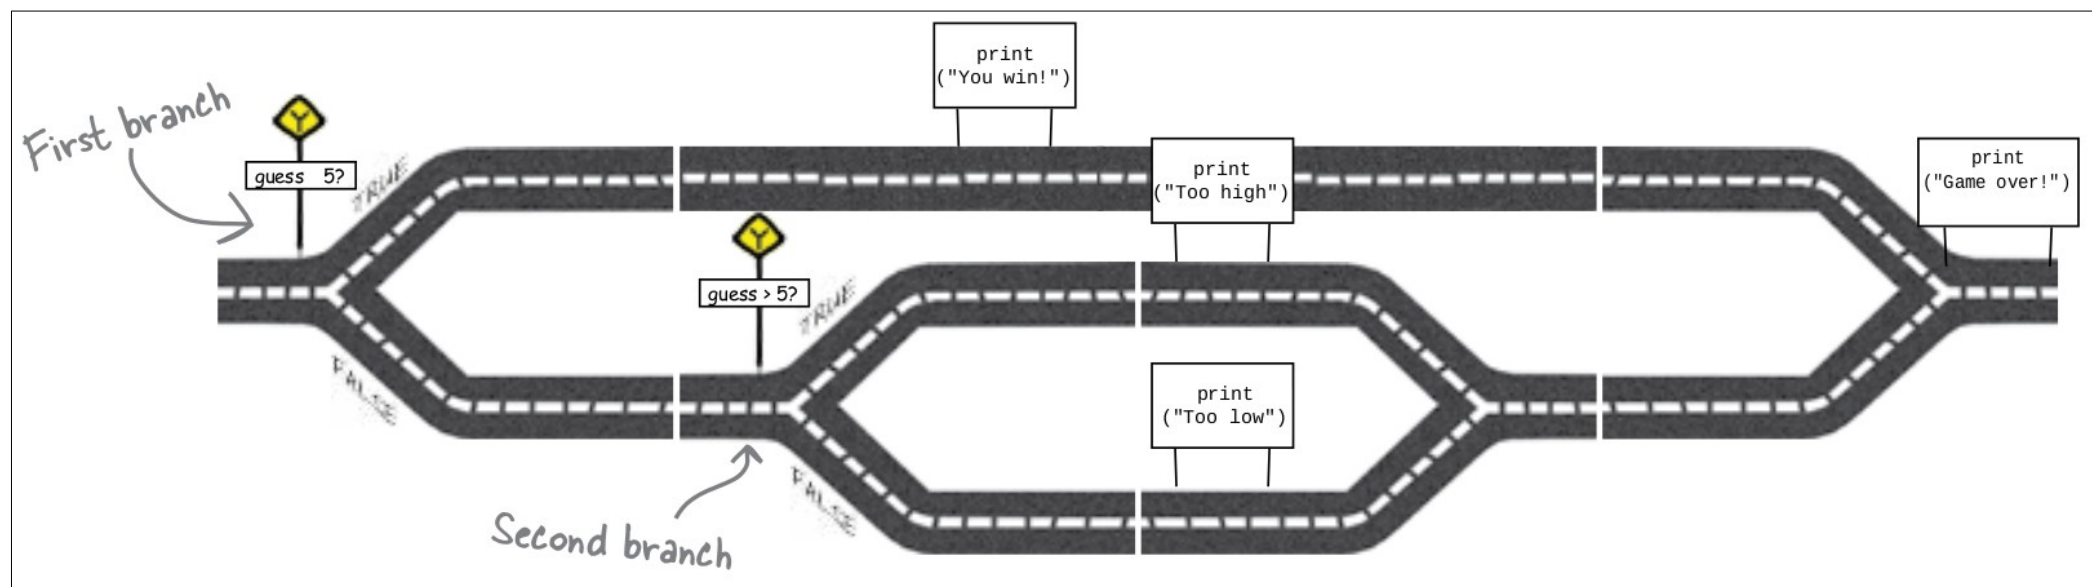 First branch
guess 5?
TRUE
FALSE
print
("You win!")
guess > 5?
TRUE
FALSE
Second branch
print
("Too high")
print
("Too low")
print
("Game over!")